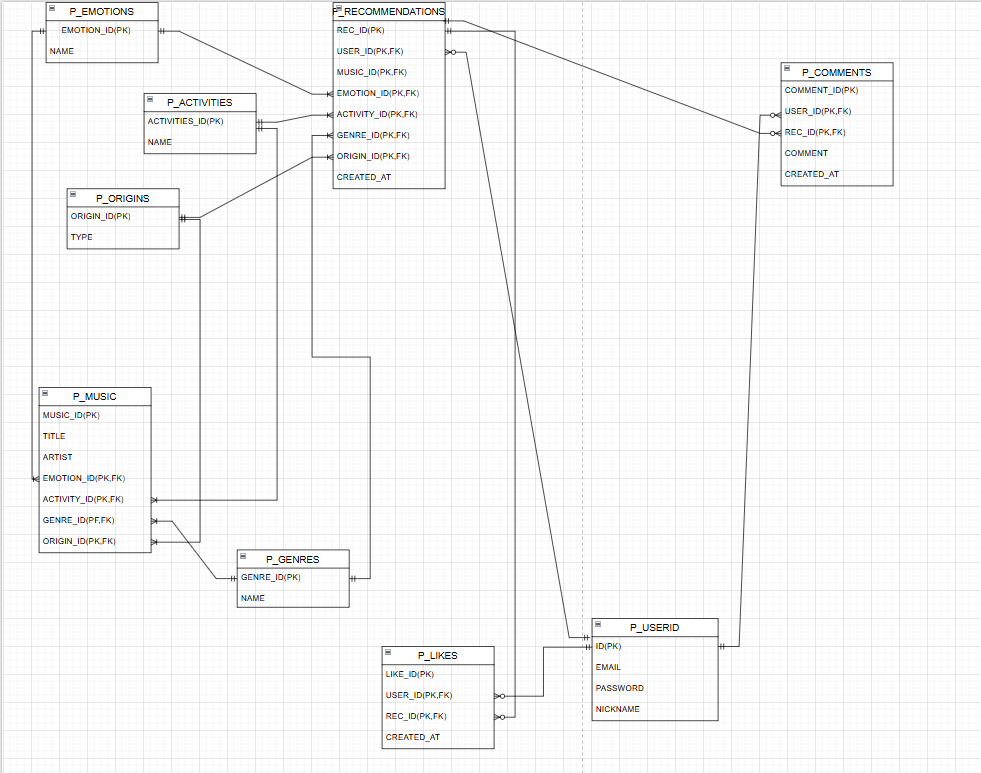 P_EMOTIONS
EMOTION_ID(PK)
NAME
P_ACTIVITIES
ACTIVITIES_ID(PK)
NAME
P_ORIGINS
ORIGIN_ID(PK)
TYPE
P_RECOMMENDATIONS
REC_ID(PK)
USER_ID(PK,FK)
MUSIC_ID(PK,FK)
EMOTION_ID(PK,FK)
ACTIVITY_ID(PK,FK)
GENRE_ID(PK,FK)
ORIGIN_ID(PK,FK)
CREATED_AT
P_COMMENTS
COMMENT_ID(PK)
USER_ID(PK,FK)
REC_ID(PK,FK)
COMMENT
CREATED_AT
P_MUSIC
MUSIC_ID(PK)
TITLE
ARTIST
EMOTION_ID(PK,FK)
ACTIVITY_ID(PK,FK)
GENRE_ID(PF,FK)
ORIGIN_ID(PK,FK)
P_GENRES
GENRE_ID(PK)
NAME
P_LIKES
LIKE_ID(PK)
USER_ID(PK,FK)
REC_ID(PK,FK)
CREATED_AT
P_USERID
ID(PK)
EMAIL
PASSWORD
NICKNAME